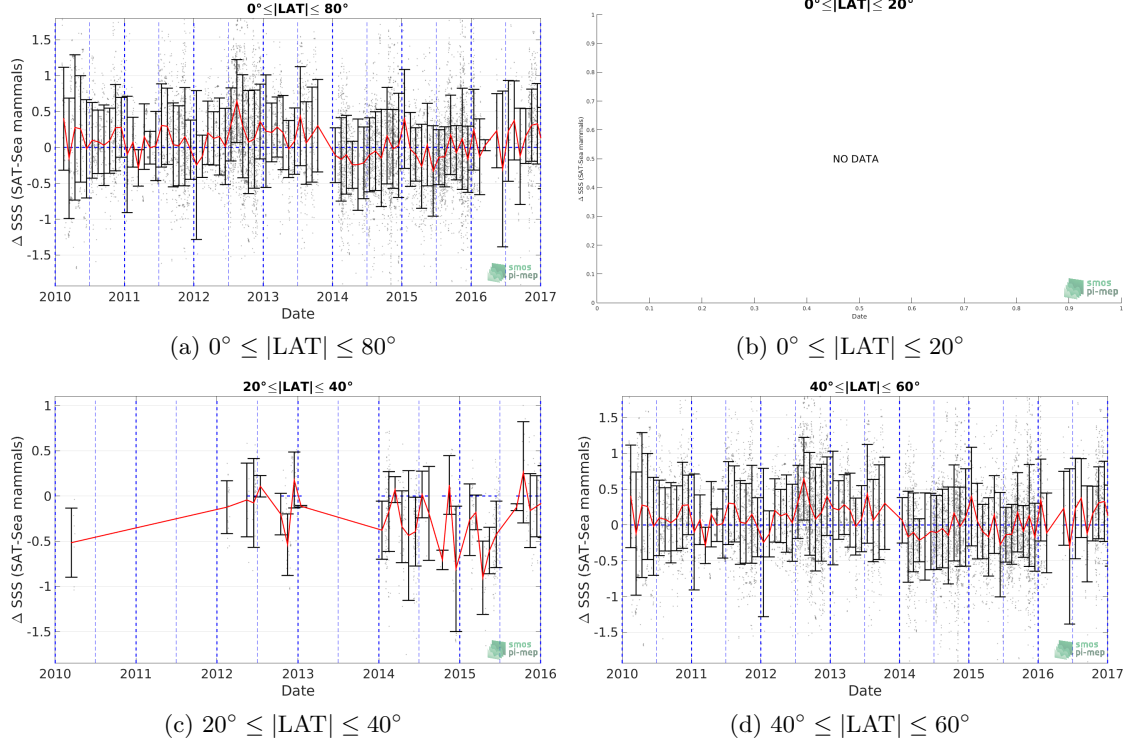 0°≤|LAT|≤ 80°
Δ SSS (SAT-Sea mammals)
1.5
1
0.5
0
-0.5
-1
-1.5
2010 2011 2012 2013 2014 2015 2016 2017
Date
smos
pi-mep
(a) 0° ≤ |LAT| ≤ 80°
0°≤|LAT|≤ 20°
Δ SSS (SAT-Sea mammals)
1
0.9
0.8
0.7
0.6
0.5
0.4
0.3
0.2
0.1
0
NO DATA
0 0.1 0.2 0.3 0.4 0.5 0.6 0.7 0.8 0.9 1
Date
smos
pi-mep
(b) 0° ≤ |LAT| ≤ 20°
20°≤|LAT|≤ 40°
Δ SSS (SAT-Sea mammals)
1
0.5
0
-0.5
-1
-1.5
2010 2011 2012 2013 2014 2015 2016
Date
smos
pi-mep
(c) 20° ≤ |LAT| ≤ 40°
40°≤|LAT|≤ 60°
Δ SSS (SAT-Sea mammals)
1.5
1
0.5
0
-0.5
-1
-1.5
2010 2011 2012 2013 2014 2015 2016 2017
Date
smos
pi-mep
(d) 40° ≤ |LAT| ≤ 60°